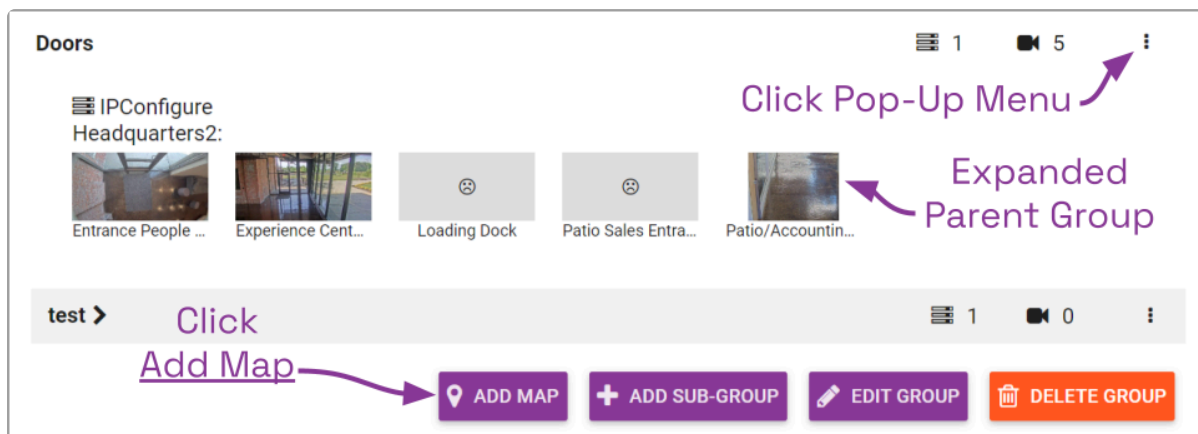 Doors 1 5
Click Pop-Up Menu
IPConfigure
Headquarters2:
Expanded
Parent Group
Entrance People ... Experience Cent... Loading Dock Patio Sales Entra... Patio/Accountin...
test 1 0
Click
Add Map
ADD MAP ADD SUB-GROUP EDIT GROUP DELETE GROUP